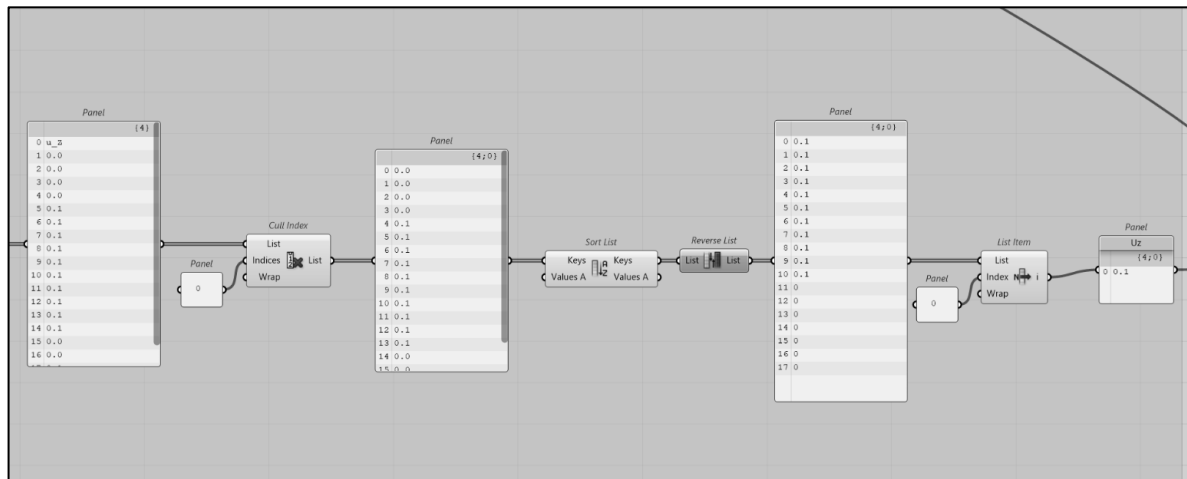 Panel
{4}
0 u_z
1 0.0
2 0.0
3 0.0
4 0.0
5 0.1
6 0.1
7 0.1
8 0.1
9 0.1
10 0.1
11 0.1
12 0.1
13 0.1
14 0.1
15 0.0
16 0.0
Panel
0
Cull Index
List
Indices List
Wrap
Panel
{4;0}
0 0.0
1 0.0
2 0.0
3 0.0
4 0.1
5 0.1
6 0.1
7 0.1
8 0.1
9 0.1
10 0.1
11 0.1
12 0.1
13 0.1
14 0.0
15 0.0
Sort List
Keys Keys
Values A Values A
Reverse List
List List
Panel
{4;0}
0 0.1
1 0.1
2 0.1
3 0.1
4 0.1
5 0.1
6 0.1
7 0.1
8 0.1
9 0.1
10 0.1
11 0
12 0
13 0
14 0
15 0
16 0
17 0
Panel
0
List Item
List
Index i
Wrap
Panel
Uz
{4;0}
0 0.1